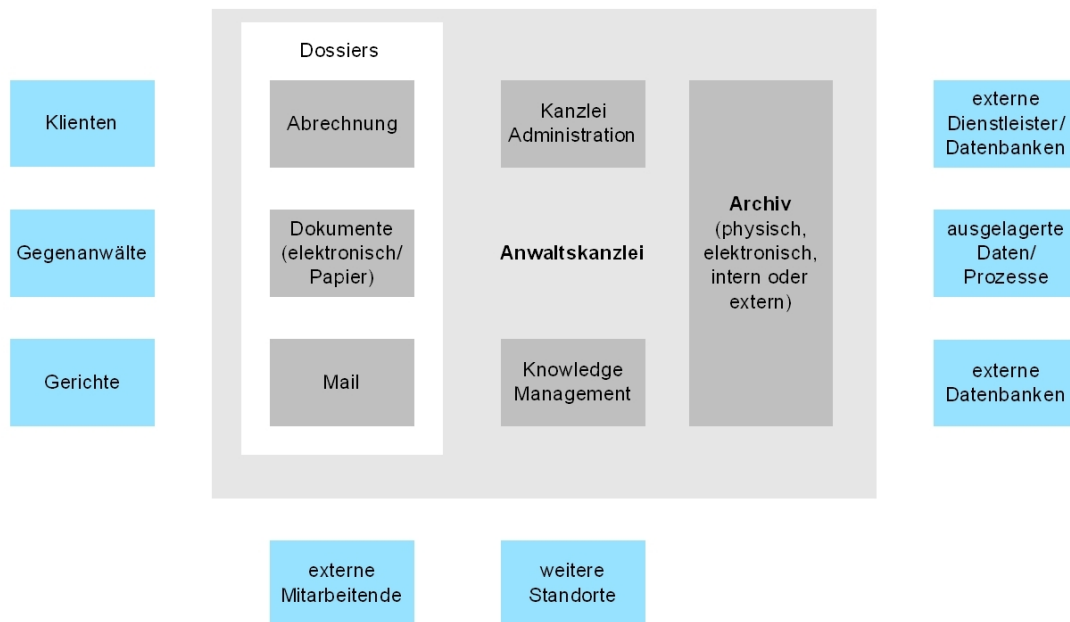 Dossiers
Klienten
Abrechnung
Kanzlei
Administration
externe
Dienstleister/
Datenbanken
Gegenanwälte
Dokumente
(elektronisch/
Papier)
Anwaltskanzlei
Archiv
(physisch,
elektronisch,
intern oder
extern)
ausgelagerte
Daten/
Prozesse
Gerichte
Mail
Knowledge
Management
externe
Datenbanken
externe
Mitarbeitende
weitere
Standorte